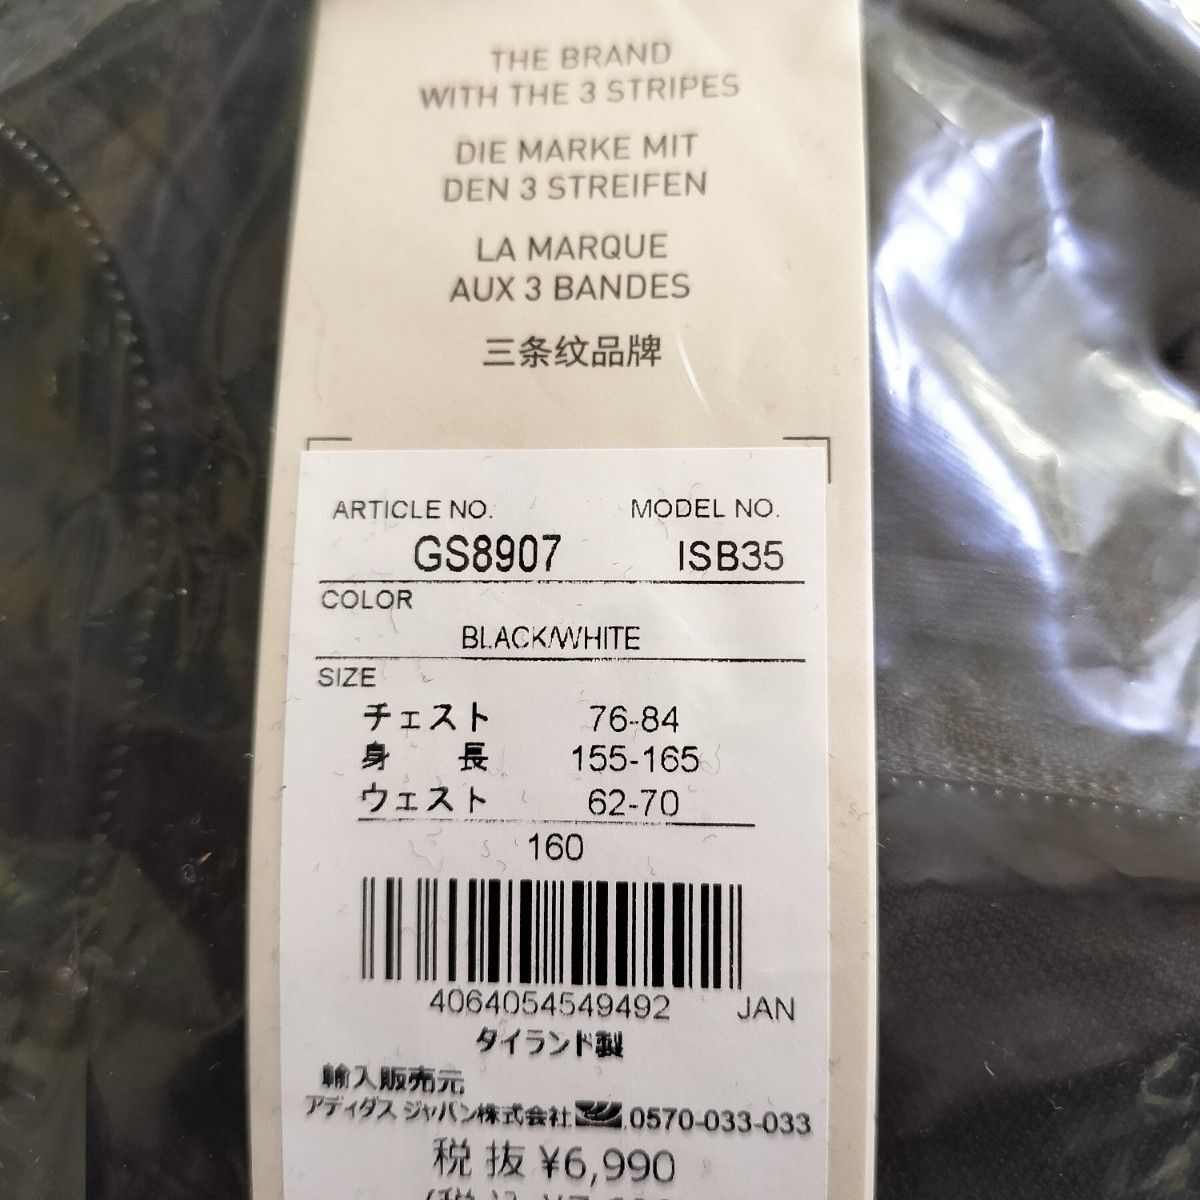 THE BRAND
WITH THE 3 STRIPES
DIE MARKE MIT
DEN 3 STREIFEN
LA MARQUE
AUX 3 BANDES
三条纹品牌
ARTICLE NO. MODEL NO.
GS8907 ISB35
COLOR
BLACK/WHITE
SIZE
チェスト 76-84
身 長 155-165
ウェスト 62-70
160
4064054549492 JAN
タイランド製
輸入販売元
アディダス ジャパン株式会社 0570-033-033
税 抜 ¥6,990